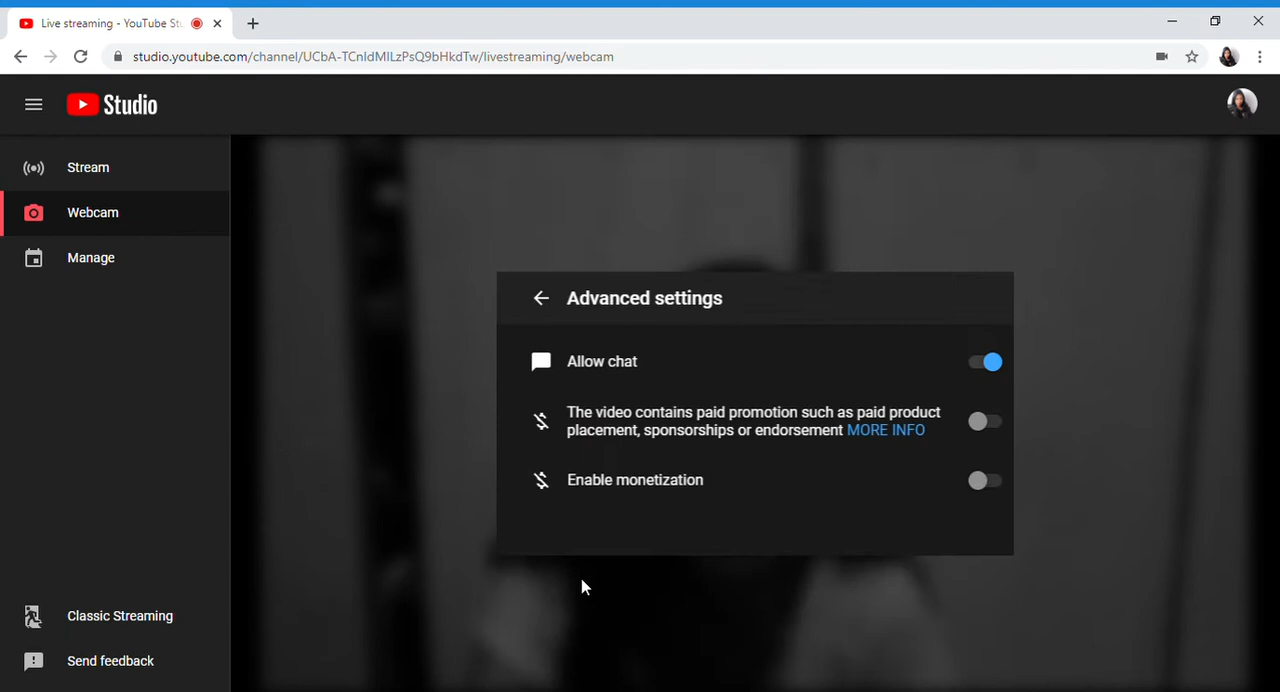 Live streaming - YouTube Stu
studio.youtube.com/channel/UCbA-TCnIdMILzPsQ9bHkdTw/livestreaming/webcam
Studio
Stream
Webcam
Manage
Advanced settings
Allow chat
The video contains paid promotion such as paid product
placement, sponsorships or endorsement MORE INFO
Enable monetization
Classic Streaming
Send feedback